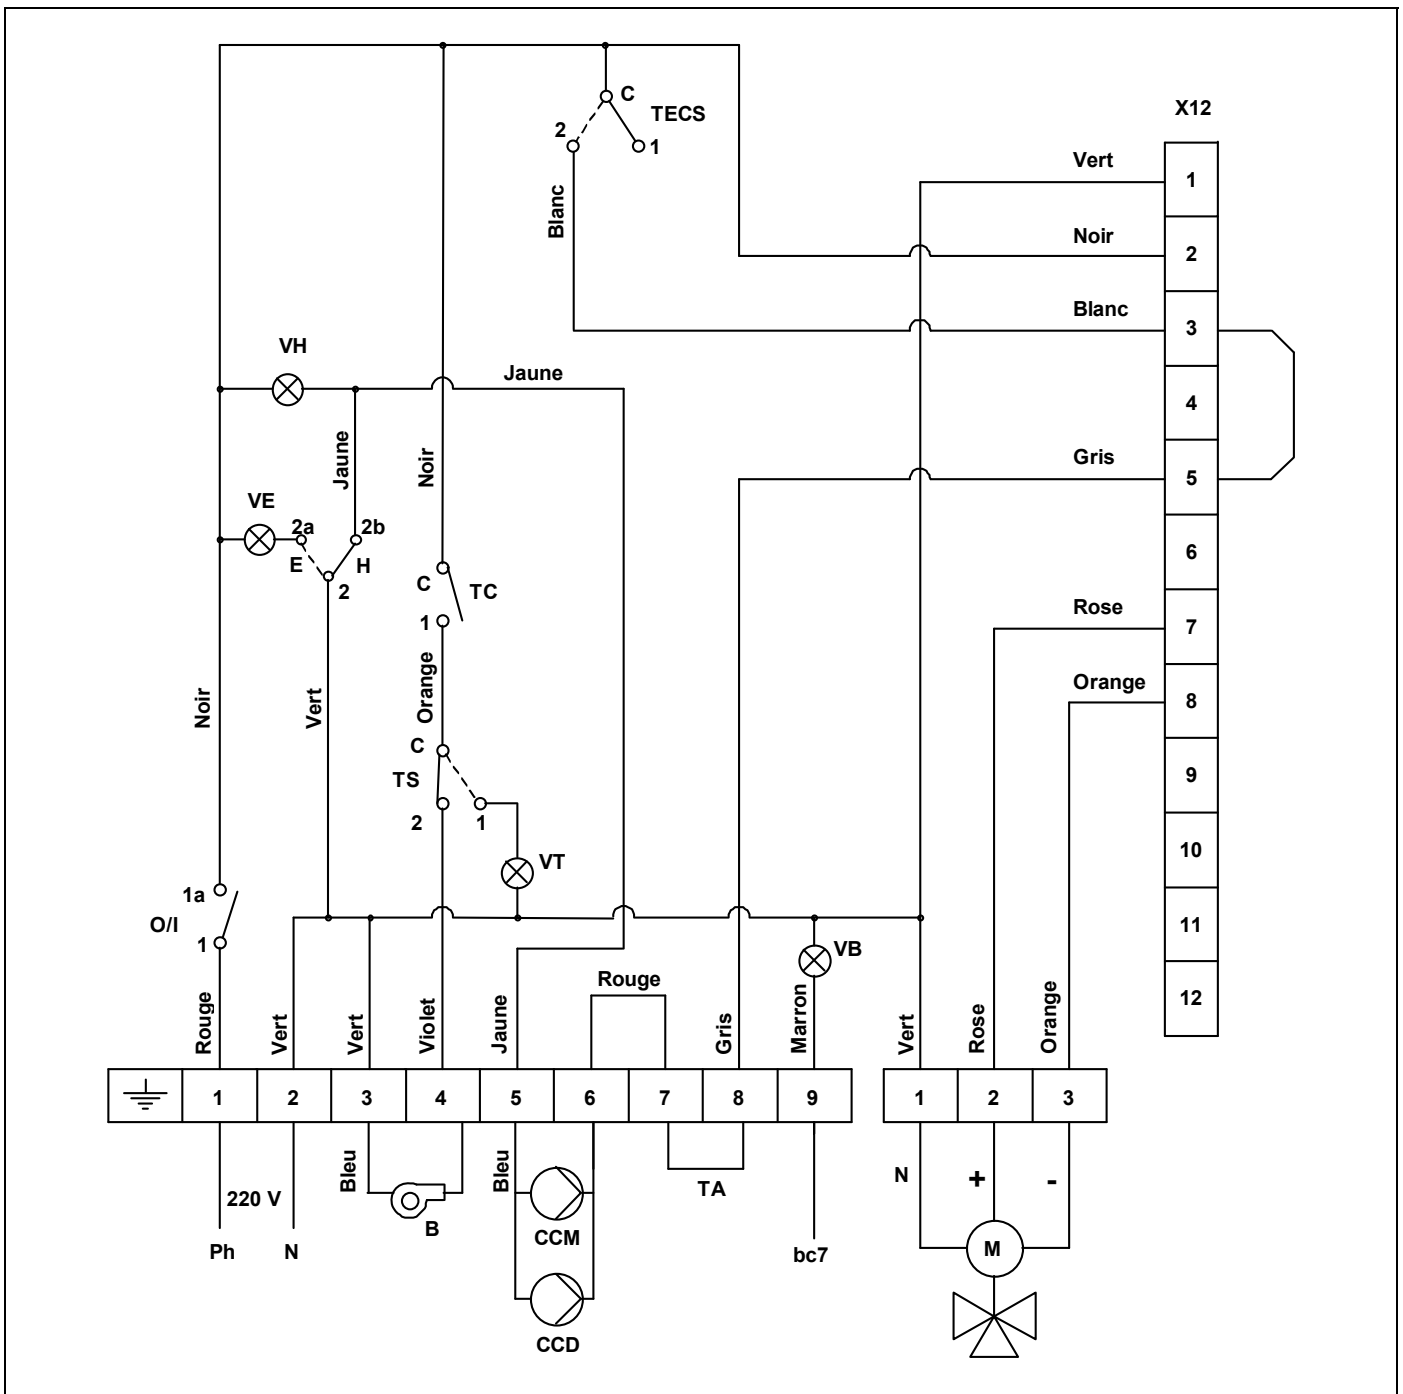 C
TECS
2
1
Blanc
X12
Vert
1
Noir
2
Blanc
3
4
Gris
5
6
Rose
7
Orange
8
9
10
11
12
VH
Jaune
Jaune
Noir
VE
2a
2b
E
H
2
C
TC
1
Noir
Vert
Orange
C
TS
2
1
VT
1a
O/I
1
VB
Rouge
Rouge
Vert
Vert
Violet
Jaune
Gris
Marron
Vert
Rose
Orange
1
2
3
4
5
6
7
8
9
1
2
3
Bleu
Bleu
220 V
B
CCM
TA
N
+
-
Ph
N
bc7
M
CCD